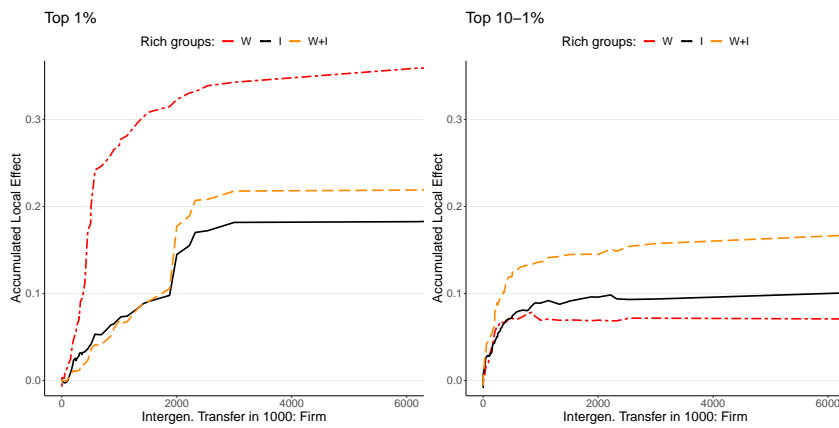 Top 1%
Rich groups: W I W+I
Accumulated Local Effect
0.3
0.2
0.1
0.0
0 2000 4000 6000
Intergen. Transfer in 1000: Firm
Top 10−1%
Rich groups: W I W+I
Accumulated Local Effect
0.3
0.2
0.1
0.0
0 2000 4000 6000
Intergen. Transfer in 1000: Firm